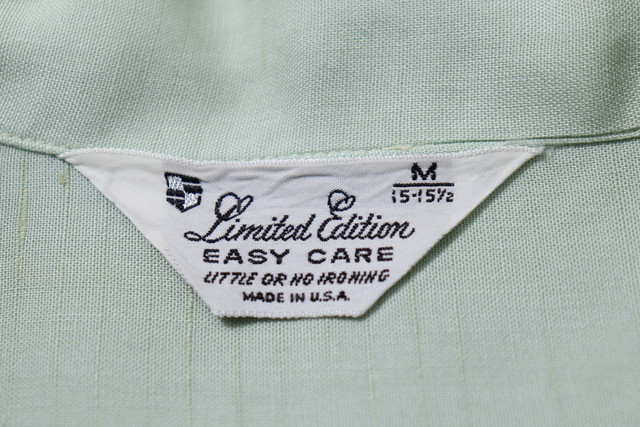 M
15-15½
Limited Edition
EASY CARE
LITTLE OR NO IRONING
MADE IN U.S.A.